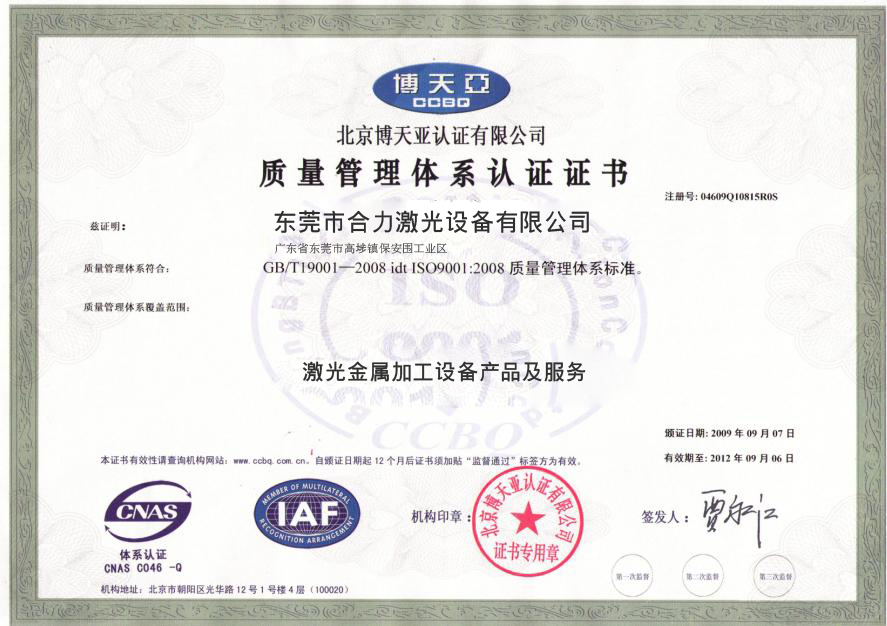 博天亞
CCBQ
北京博天亚认证有限公司
质量管理体系认证证书
注册号: 04609Q10815R0S
兹证明:
东莞市合力激光设备有限公司
广东省东莞市高埗镇保安围工业区
质量管理体系符合:
GB/T19001—2008 idt ISO9001:2008 质量管理体系标准。
质量管理体系覆盖范围:
ISO
激光金属加工设备产品及服务
CCBQ
颁证日期: 2009 年 09 月 07 日
有效期至: 2012 年 09 月 06 日
本证书有效性请查询机构网站: www.ccbq.com.cn。自颁证日期起 12 个月后证书须加贴“监督通过”标签方为有效。
CNAS
体系认证
CNAS C046 -Q
MEMBER OF MULTILATERAL
IAF
RECOGNITION ARRANGEMENT
机构印章:
北京博天亚认证有限公司
证书专用章
签发人:
第一次监督
第二次监督
第三次监督
机构地址: 北京市朝阳区光华路 12 号 1 号楼 4 层 (100020)